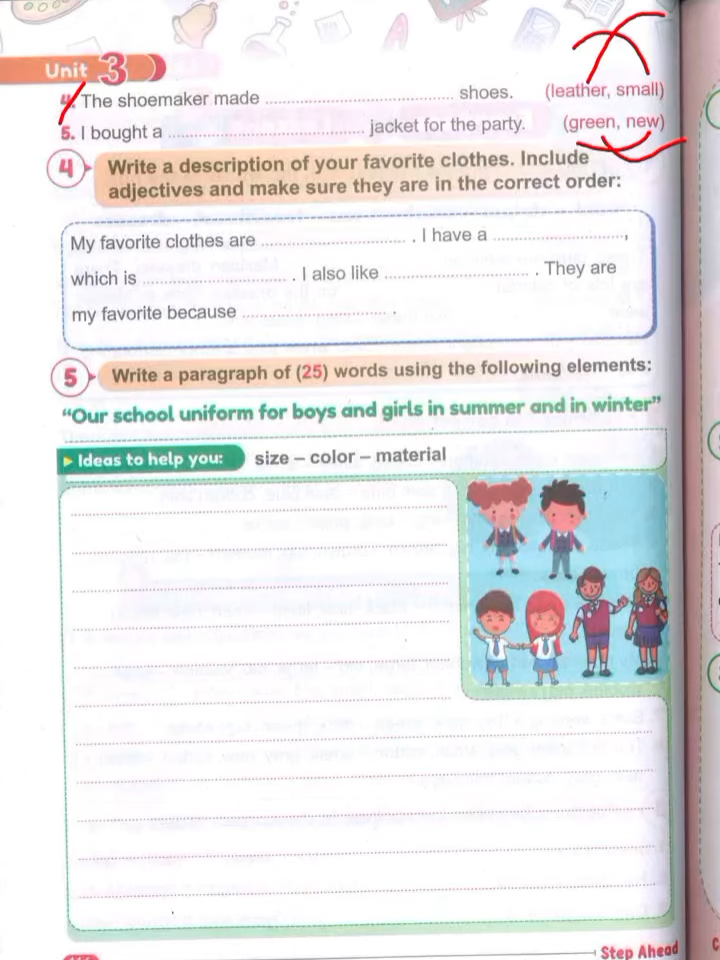 Unit 3
4. The shoemaker made ........................ shoes. (leather, small)
5. I bought a ........................ jacket for the party. (green, new)
4 Write a description of your favorite clothes. Include
adjectives and make sure they are in the correct order:
My favorite clothes are ........................ . I have a ........................ ,
which is ........................ . I also like ........................ . They are
my favorite because ........................ .
5 Write a paragraph of (25) words using the following elements:
“Our school uniform for boys and girls in summer and in winter”
Ideas to help you: size – color – material
Step Ahead